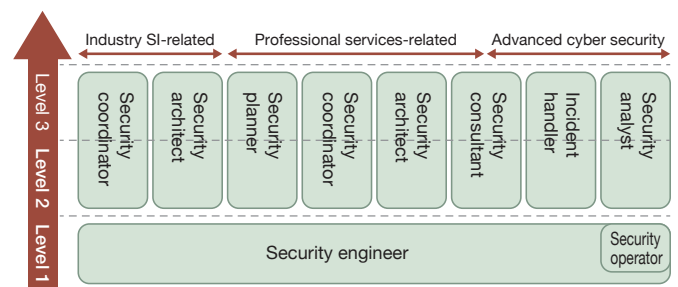 Industry SI-related
Professional services-related
Advanced cyber security
Level 3
Level 2
Level 1
Security
coordinator
Security
architect
Security
planner
Security
coordinator
Security
architect
Security
consultant
Incident
handler
Security
analyst
Security engineer
Security
operator